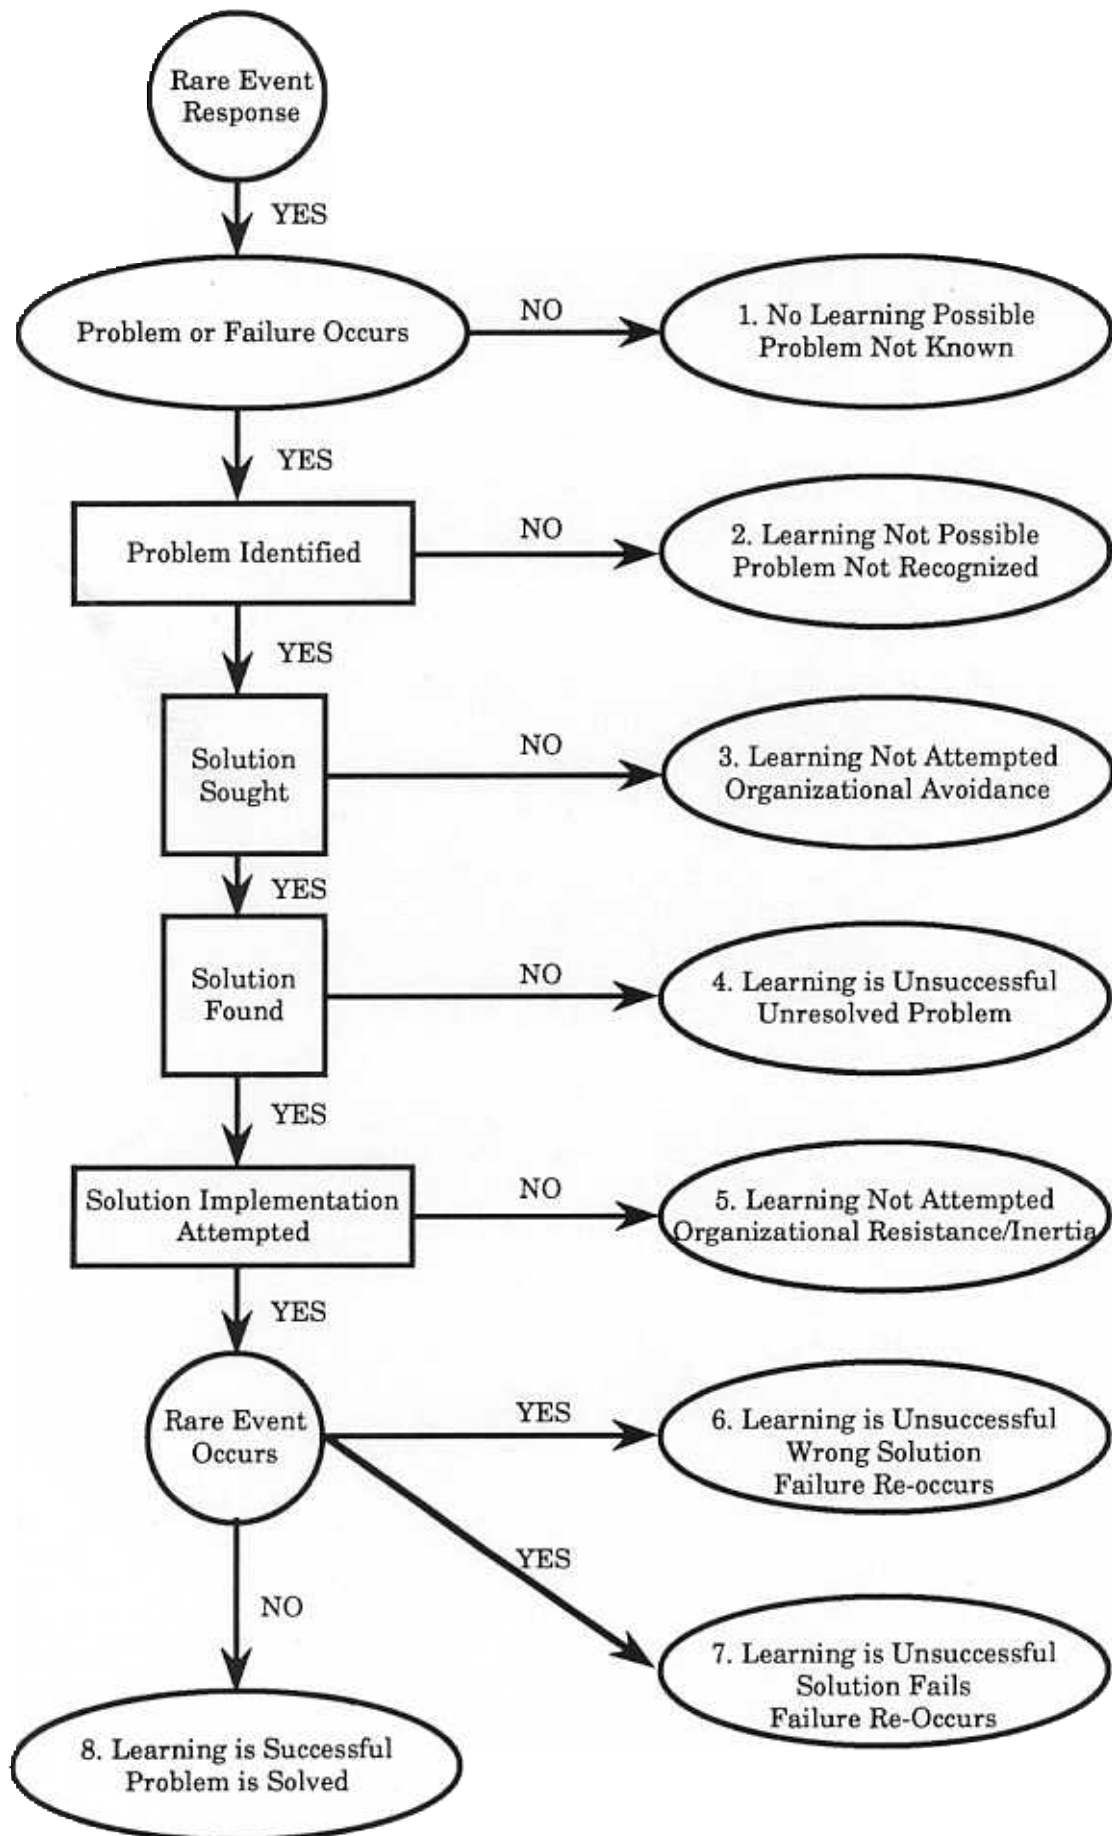 Rare Event
Response
YES
Problem or Failure Occurs
NO
1. No Learning Possible
Problem Not Known
YES
Problem Identified
NO
2. Learning Not Possible
Problem Not Recognized
YES
Solution
Sought
NO
3. Learning Not Attempted
Organizational Avoidance
YES
Solution
Found
NO
4. Learning is Unsuccessful
Unresolved Problem
YES
Solution Implementation
Attempted
NO
5. Learning Not Attempted
Organizational Resistance/Inertia
YES
Rare Event
Occurs
YES
6. Learning is Unsuccessful
Wrong Solution
Failure Re-occurs
YES
7. Learning is Unsuccessful
Solution Fails
Failure Re-Occurs
NO
8. Learning is Successful
Problem is Solved